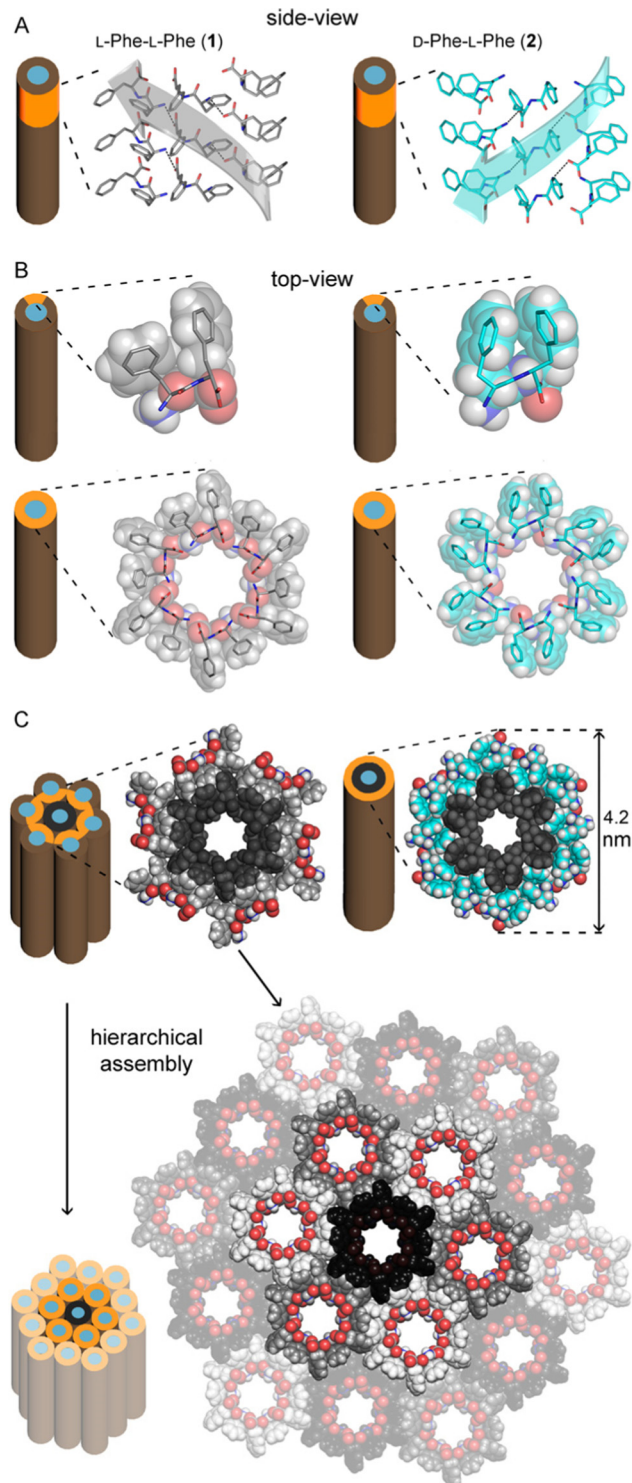 A
side-view
L-Phe-L-Phe (1)
D-Phe-L-Phe (2)
B
top-view
C
4.2
nm
hierarchical
assembly